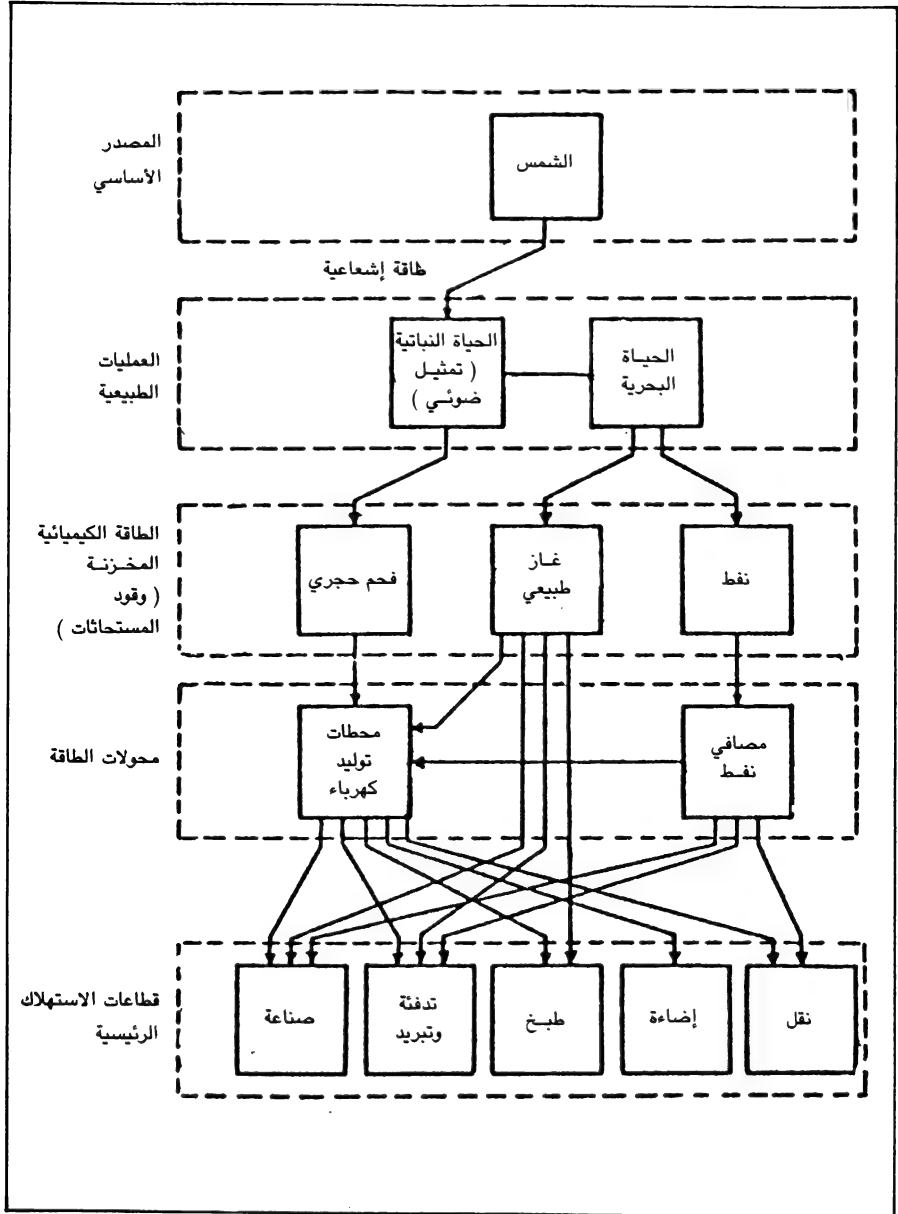 المصدر
الأساسي
الشمس
طاقة إشعاعية
العمليات
الطبيعية
الحياة
البحرية
الحياة النباتية
( تمثيل
ضوئي )
الطاقة الكيميائية
المخزنة
( وقود
المستحاثات )
نفط
غاز
طبيعي
فحم حجري
محولات الطاقة
مصافي
نفط
محطات
توليد
كهرباء
قطاعات الاستهلاك
الرئيسية
نقل
إضاءة
طبخ
تدفئة
وتبريد
صناعة